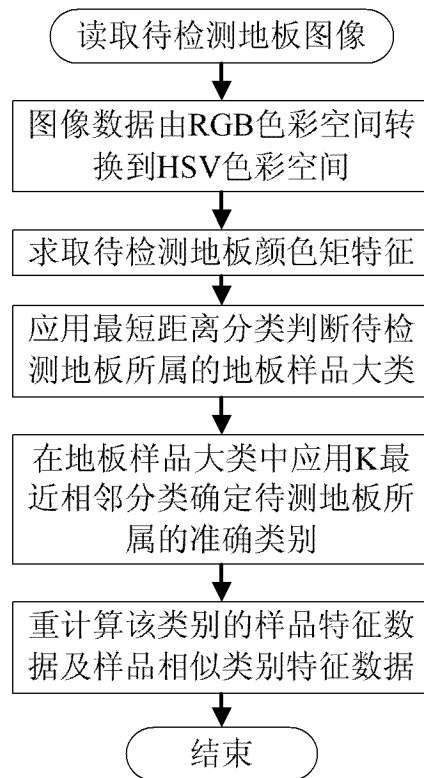 读取待检测地板图像
图像数据由RGB色彩空间转
换到HSV色彩空间
求取待检测地板颜色矩特征
应用最短距离分类判断待检
测地板所属的地板样品大类
在地板样品大类中应用K最
近相邻分类确定待测地板所
属的准确类别
重计算该类别的样品特征数
据及样品相似类别特征数据
结束